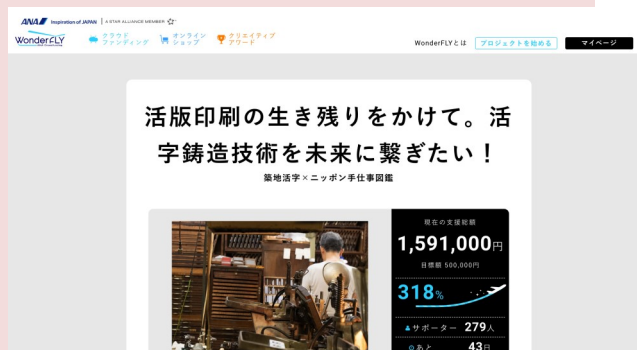 ANA Inspiration of JAPAN | A STAR ALLIANCE MEMBER
WonderFLY
クラウド
ファンディング
オンライン
ショップ
クリエイティブ
アワード
WonderFLYとは
プロジェクトを始める
マイページ
活版印刷の生き残りをかけて。活
字鋳造技術を未来に繋ぎたい！
築地活字×ニッポン手仕事図鑑
現在の支援総額
1,591,000円
目標額 500,000円
318%
サポーター 279人
あと 43日